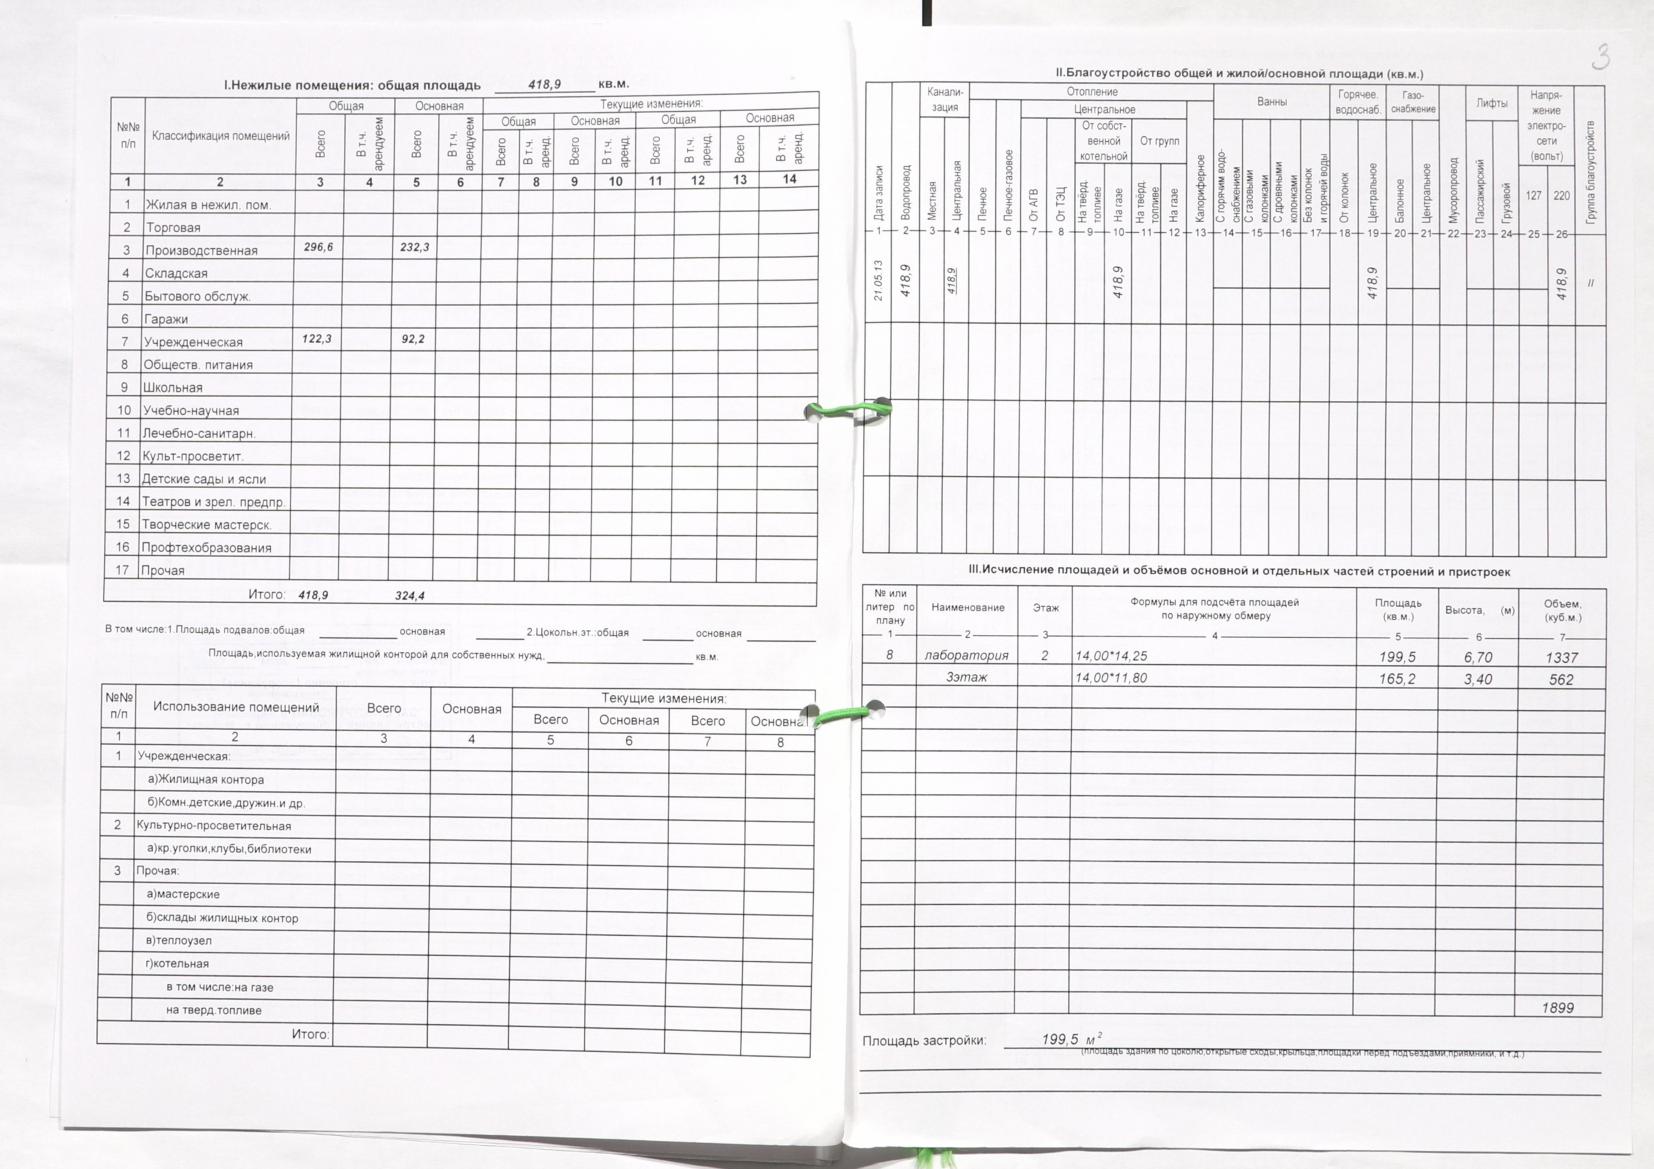 3
I.Нежилые помещения: общая площадь 418,9 кв.м.
№№ п/п
Классификация помещений
Общая
Основная
Текущие изменения:
Общая
Основная
Общая
Основная
Всего
В т.ч. арендуеем
Всего
В т.ч. арендуеем
Всего
В т.ч. аренд.
Всего
В т.ч. аренд.
Всего
В т.ч. аренд.
Всего
В т.ч. аренд.
1 2 3 4 5 6 7 8 9 10 11 12 13 14
1 Жилая в нежил. пом.
2 Торговая
3 Производственная 296,6 232,3
4 Складская
5 Бытового обслуж.
6 Гаражи
7 Учрежденческая 122,3 92,2
8 Обществ. питания
9 Школьная
10 Учебно-научная
11 Лечебно-санитарн.
12 Культ-просветит.
13 Детские сады и ясли
14 Театров и зрел. предпр.
15 Творческие мастерск.
16 Профтехобразования
17 Прочая
Итого: 418,9 324,4
В том числе:1.Площадь подвалов:общая основная 2.Цокольн.эт.:общая основная
Площадь,используемая жилищной конторой для собственных нужд, кв.м.
№№ п/п
Использование помещений
Всего
Основная
Текущие изменения:
Всего Основная Всего Основна
1 2 3 4 5 6 7 8
1 Учрежденческая:
а)Жилищная контора
б)Комн.детские,дружин.и др.
2 Культурно-просветительная
а)кр.уголки,клубы,библиотеки
3 Прочая:
а)мастерские
б)склады жилищных контор
в)теплоузел
г)котельная
в том числе:на газе
на тверд.топливе
Итого:
II.Благоустройство общей и жилой/основной площади (кв.м.)
Дата записи
Водопровод
Канали-
зация
Местная
Центральная
Отопление
Печное
Печное-газовое
Центральное
От АГВ
От ТЭЦ
От собст-
венной
котельной
На твёрд. топливе
На газе
От групп
На твёрд. топливе
На газе
Калориферное
Ванны
С горячим водо-
снабжением
С газовыми колонками
С дровяными колонками
Без колонок
и горячей воды
Горячее.
водоснаб.
От колонок
Центральное
Газо-
снабжение
Балонное
Центральное
Мусоропровод
Лифты
Пассажирский
Грузовой
Напря-
жение
электро-
сети
(вольт)
127 220
Группа благоустройств
1 2 3 4 5 6 7 8 9 10 11 12 13 14 15 16 17 18 19 20 21 22 23 24 25 26
21.05.13 418,9 418,9 418,9 418,9 418,9 //
III.Исчисление площадей и объёмов основной и отдельных частей строений и пристроек
№ или
литер по
плану
Наименование
Этаж
Формулы для подсчёта площадей
по наружному обмеру
Площадь
(кв.м.)
Высота, (м)
Объем,
(куб.м.)
1 2 3 4 5 6 7
8 лаборатория 2 14,00*14,25 199,5 6,70 1337
3этаж 14,00*11,80 165,2 3,40 562
1899
Площадь застройки: 199,5 м²
(площадь здания по цоколю,открытые сходы,крыльца,площадки перед подъездами,приямники, и т.д.)